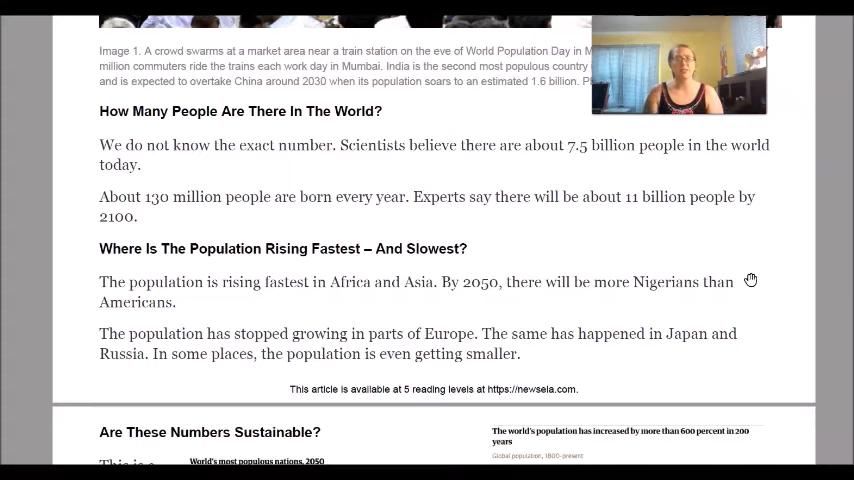 Image 1. A crowd swarms at a market area near a train station on the eve of World Population Day in M
million commuters ride the trains each work day in Mumbai. India is the second most populous country
and is expected to overtake China around 2030 when its population soars to an estimated 1.6 billion.
How Many People Are There In The World?
We do not know the exact number. Scientists believe there are about 7.5 billion people in the world
today.
About 130 million people are born every year. Experts say there will be about 11 billion people by
2100.
Where Is The Population Rising Fastest – And Slowest?
The population is rising fastest in Africa and Asia. By 2050, there will be more Nigerians than
Americans.
The population has stopped growing in parts of Europe. The same has happened in Japan and
Russia. In some places, the population is even getting smaller.
This article is available at 5 reading levels at https://newsela.com.
Are These Numbers Sustainable?
The world's population has increased by more than 600 percent in 200
years
Global population, 1800-present
This is a
World's most populous nations, 2050